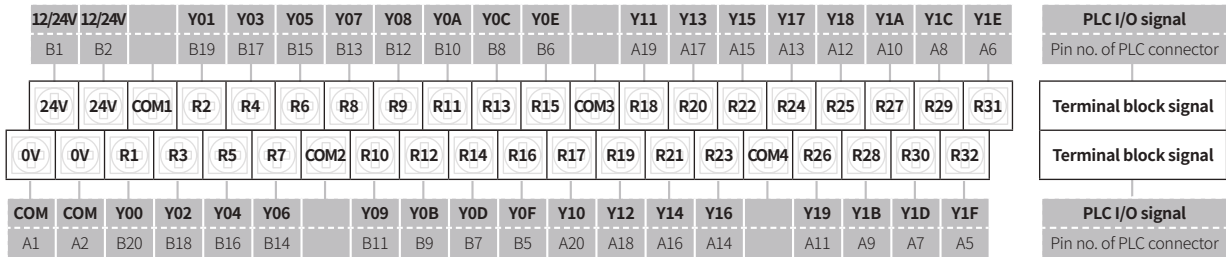 12/24V 12/24V Y01 Y03 Y05 Y07 Y08 Y0A Y0C Y0E Y11 Y13 Y15 Y17 Y18 Y1A Y1C Y1E PLC I/O signal
B1 B2 B19 B17 B15 B13 B12 B10 B8 B6 A19 A17 A15 A13 A12 A10 A8 A6 Pin no. of PLC connector
24V 24V COM1 R2 R4 R6 R8 R9 R11 R13 R15 COM3 R18 R20 R22 R24 R25 R27 R29 R31 Terminal block signal
0V 0V R1 R3 R5 R7 COM2 R10 R12 R14 R16 R17 R19 R21 R23 COM4 R26 R28 R30 R32 Terminal block signal
COM COM Y00 Y02 Y04 Y06 Y09 Y0B Y0D Y0F Y10 Y12 Y14 Y16 Y19 Y1B Y1D Y1F PLC I/O signal
A1 A2 B20 B18 B16 B14 B11 B9 B7 B5 A20 A18 A16 A14 A11 A9 A7 A5 Pin no. of PLC connector